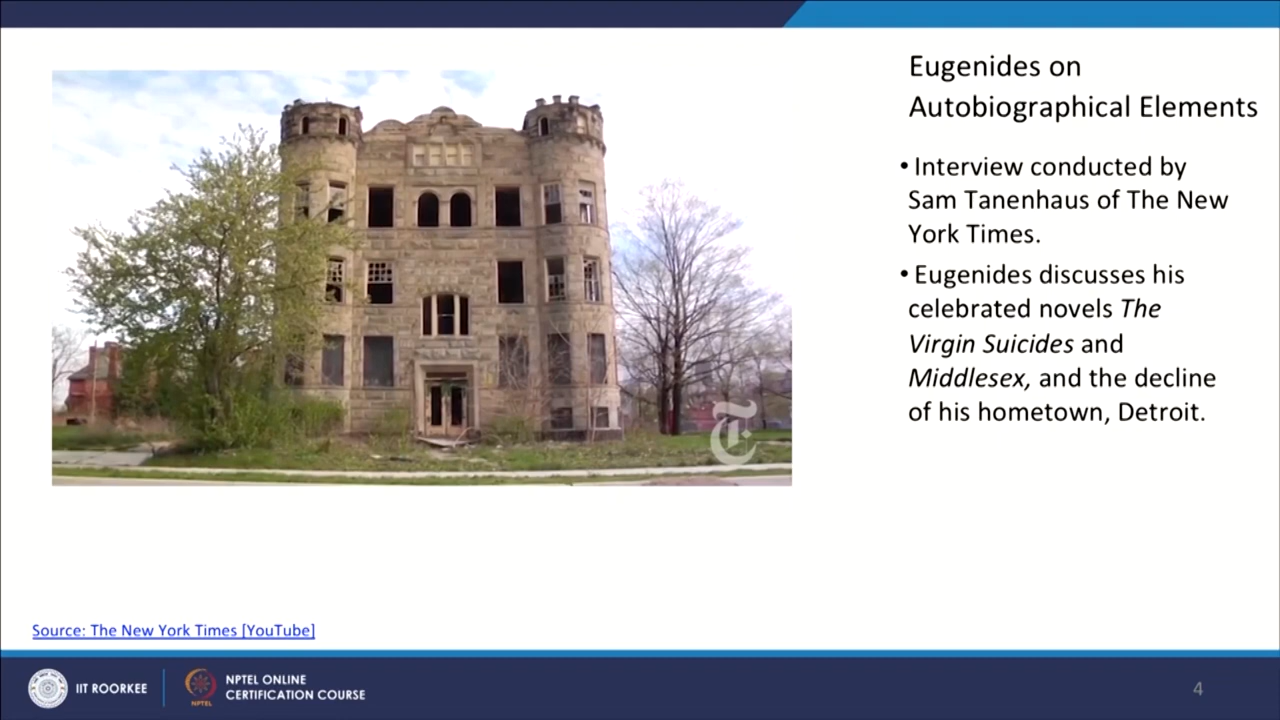 Eugenides on
Autobiographical Elements
• Interview conducted by
Sam Tanenhaus of The New
York Times.
• Eugenides discusses his
celebrated novels The
Virgin Suicides and
Middlesex, and the decline
of his hometown, Detroit.
T
Source: The New York Times [YouTube]
IIT ROORKEE
NPTEL
NPTEL ONLINE
CERTIFICATION COURSE
4